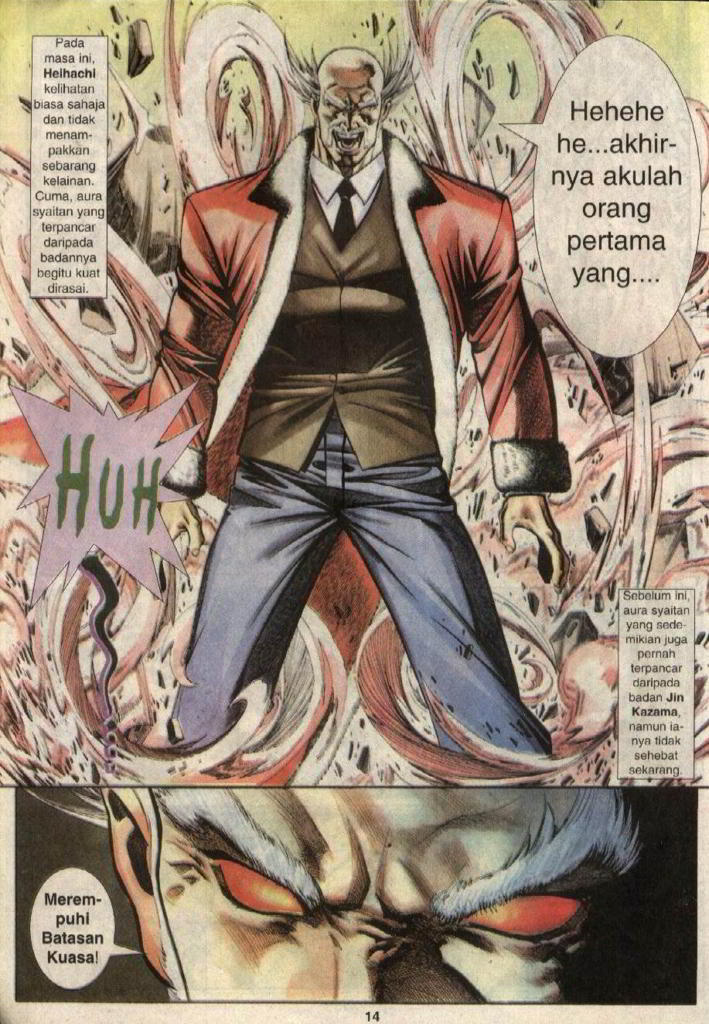 Pada
masa ini,
Heihachi
kelihatan
biasa sahaja
dan tidak
menam-
pakkan
sebarang
kelainan.
Cuma, aura
syaitan yang
terpancar
daripada
badannya
begitu kuat
dirasai.
Hehehe
he...akhir-
nya akulah
orang
pertama
yang....
HUH
Sebelum ini,
aura syaitan
yang sede-
mikian juga
pernah
terpancar
daripada
badan Jin
Kazama,
namun ia-
nya tidak
sehebat
sekarang.
Merem-
puhi
Batasan
Kuasa!
14